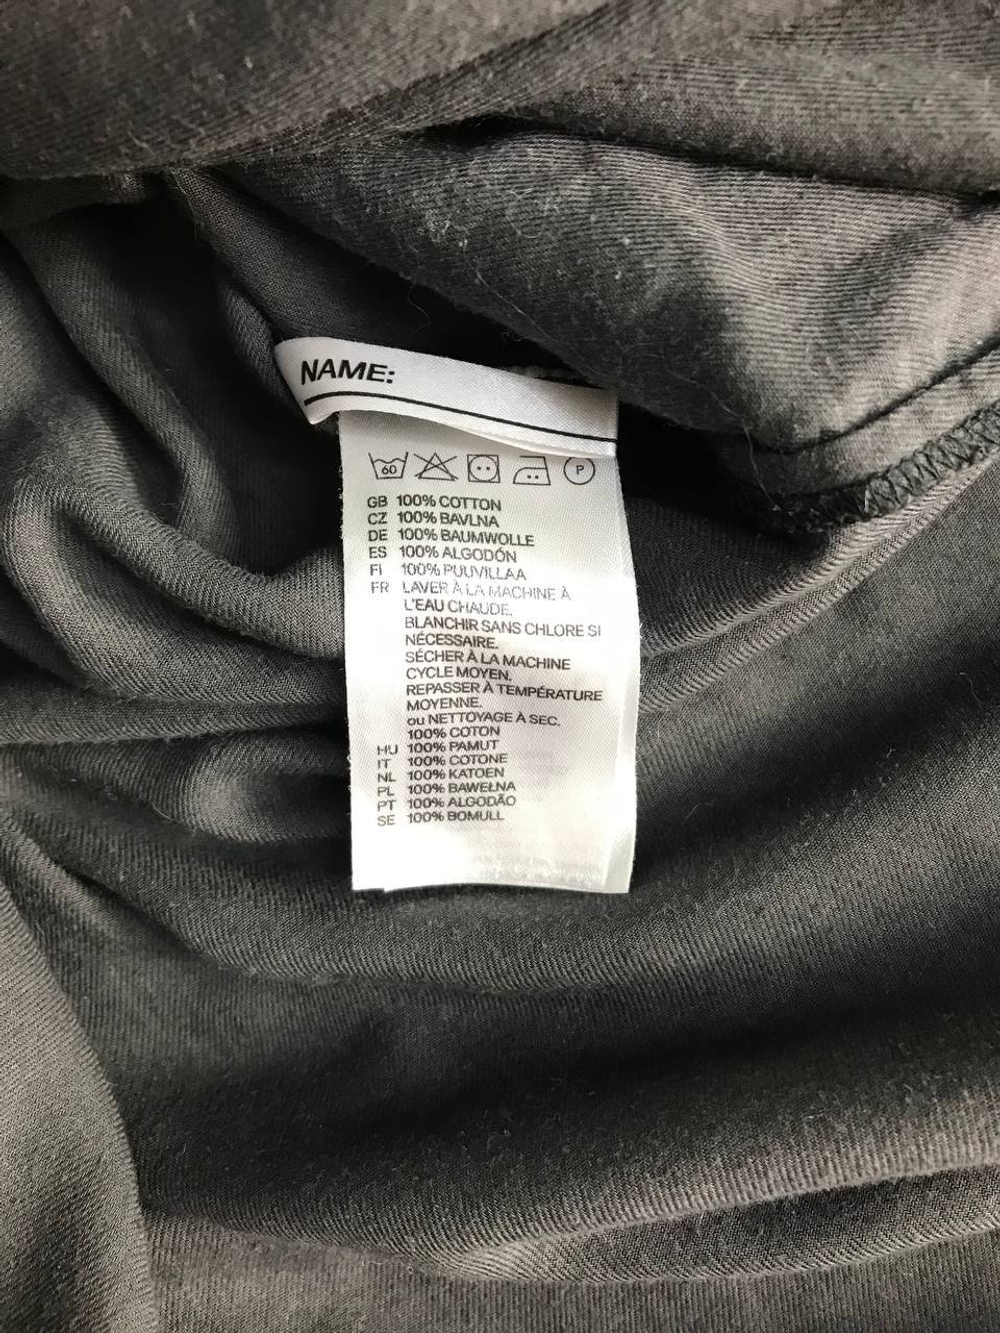 NAME:
60 P
GB 100% COTTON
CZ 100% BAVLNA
DE 100% BAUMWOLLE
ES 100% ALGODÓN
FI 100% PUUVILLAA
FR LAVER À LA MACHINE À
L'EAU CHAUDE.
BLANCHIR SANS CHLORE SI
NÉCESSAIRE.
SÉCHER À LA MACHINE
CYCLE MOYEN.
REPASSER À TEMPÉRATURE
MOYENNE.
ou NETTOYAGE À SEC.
100% COTON
HU 100% PAMUT
IT 100% COTONE
NL 100% KATOEN
PL 100% BAWEŁNA
PT 100% ALGODÃO
SE 100% BOMULL